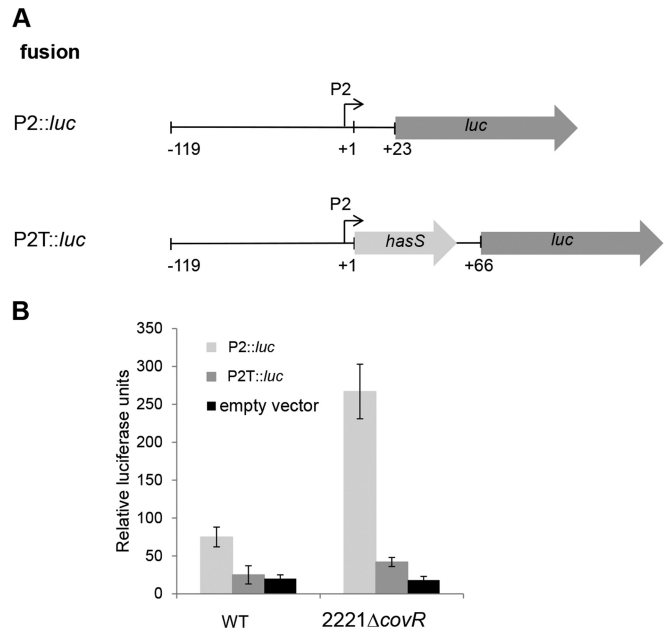 A
fusion
P2
P2::luc
luc
-119
+1
+23
P2
P2T::luc
hasS
luc
-119
+1
+66
B
350
300
250
200
150
100
50
0
Relative luciferase units
P2::luc
P2T::luc
empty vector
WT
2221ΔcovR